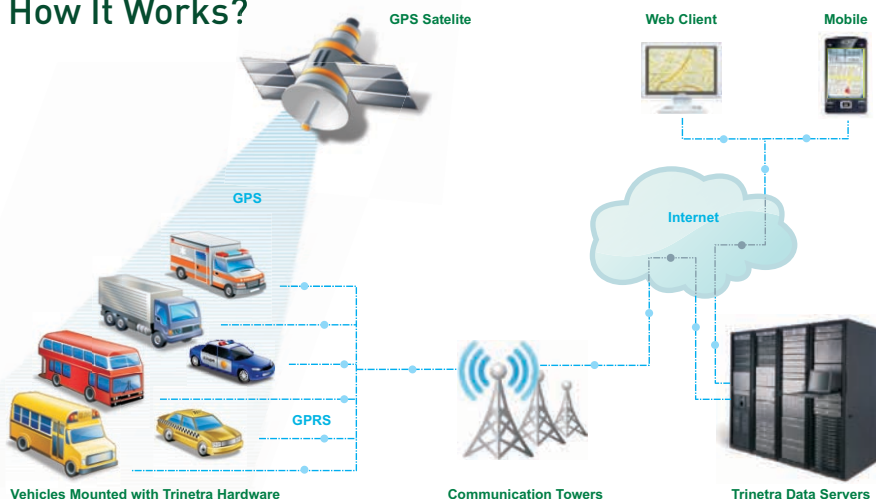 How It Works?
GPS Satelite
Web Client
Mobile
GPS
Internet
GPRS
Vehicles Mounted with Trinetra Hardware
Communication Towers
Trinetra Data Servers